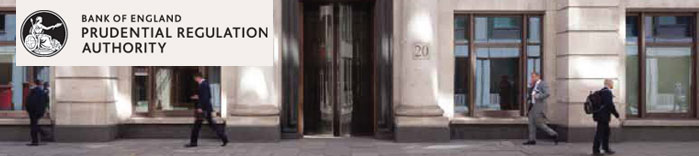 BANK OF ENGLAND
PRUDENTIAL REGULATION
AUTHORITY
20